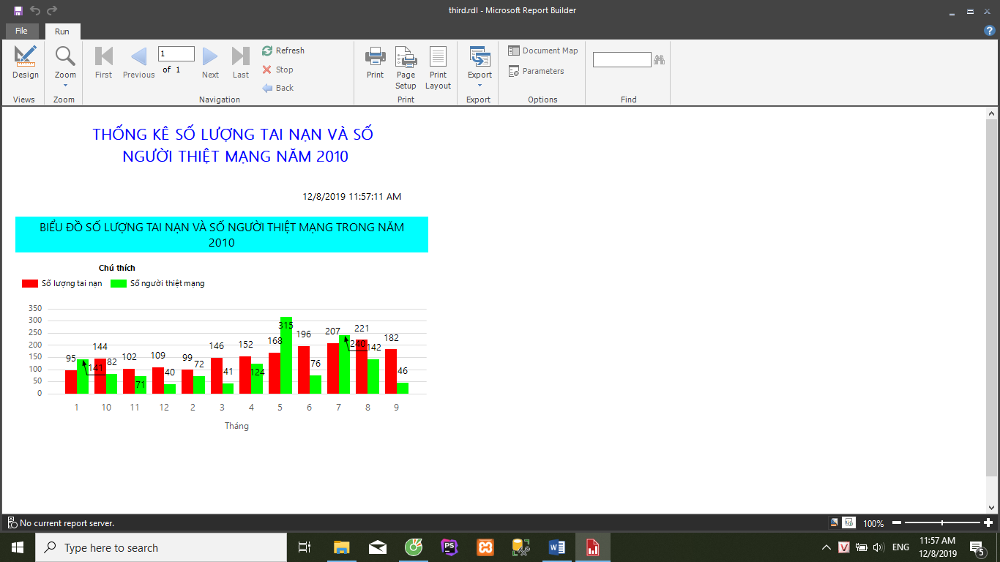 third.rdl - Microsoft Report Builder
File Run
Design Zoom First Previous 1 of 1 Next Last Refresh Stop Back Print Page Setup Print Layout Export Document Map Parameters
Views Zoom Navigation Print Export Options Find
THỐNG KÊ SỐ LƯỢNG TAI NẠN VÀ SỐ
NGƯỜI THIỆT MẠNG NĂM 2010
12/8/2019 11:57:11 AM
BIỂU ĐỒ SỐ LƯỢNG TAI NẠN VÀ SỐ NGƯỜI THIỆT MẠNG TRONG NĂM
2010
Chú thích
Số lượng tai nạn Số người thiệt mạng
350
300
250
200
150
100
50
0
95 141 144 82 102 71 109 40 99 72 146 41 152 124 168 315 196 76 207 240 221 142 182 46
1 10 11 12 2 3 4 5 6 7 8 9
Tháng
No current report server. 100%
Type here to search PS W V ENG 11:57 AM
12/8/2019 5